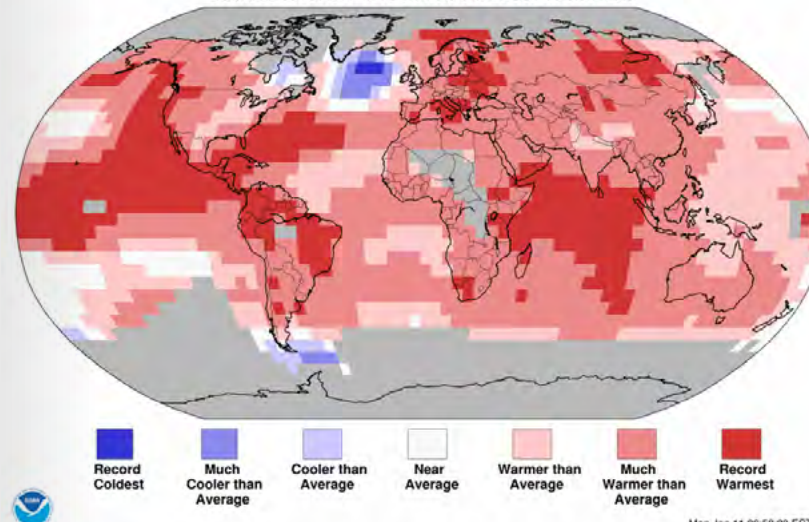 Record
Coldest
Much
Cooler than
Average
Cooler than
Average
Near
Average
Warmer than
Average
Much
Warmer than
Average
Record
Warmest
NOAA